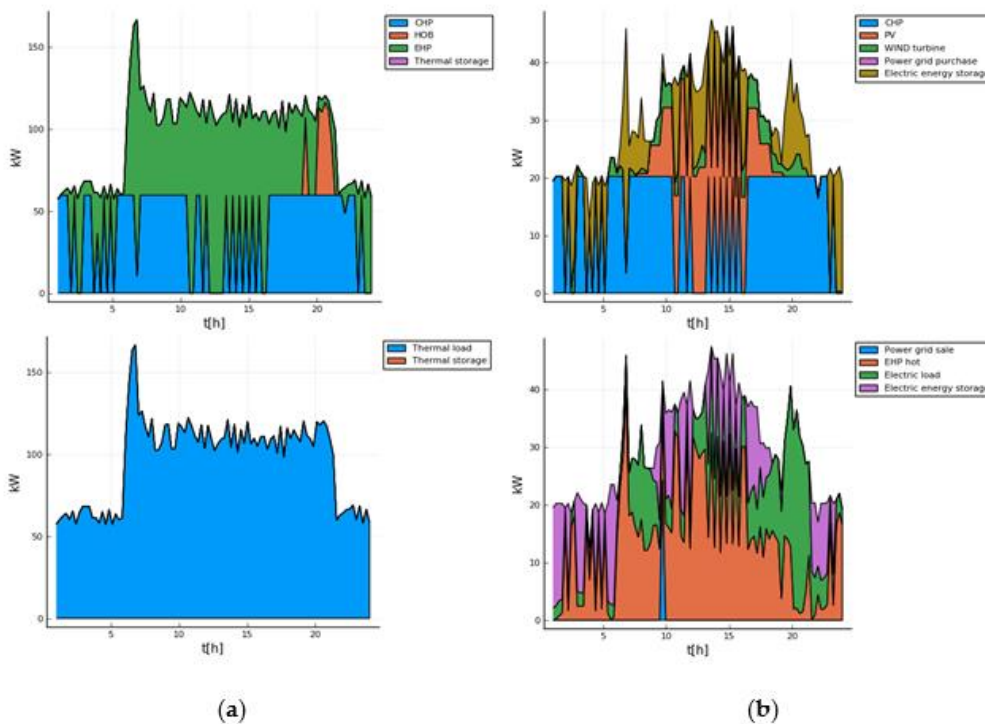 CHP
HOB
EHP
Thermal storage
150
100
50
0
kW
5
10
15
20
t[h]
CHP
PV
WIND turbine
Power grid purchase
Electric energy storage
40
30
20
10
0
kW
5
10
15
20
t[h]
Thermal load
Thermal storage
150
100
50
0
kW
5
10
15
20
t[h]
Power grid sale
EHP hot
Electric load
Electric energy storage
40
30
20
10
0
kW
5
10
15
20
t[h]
(a)
(b)